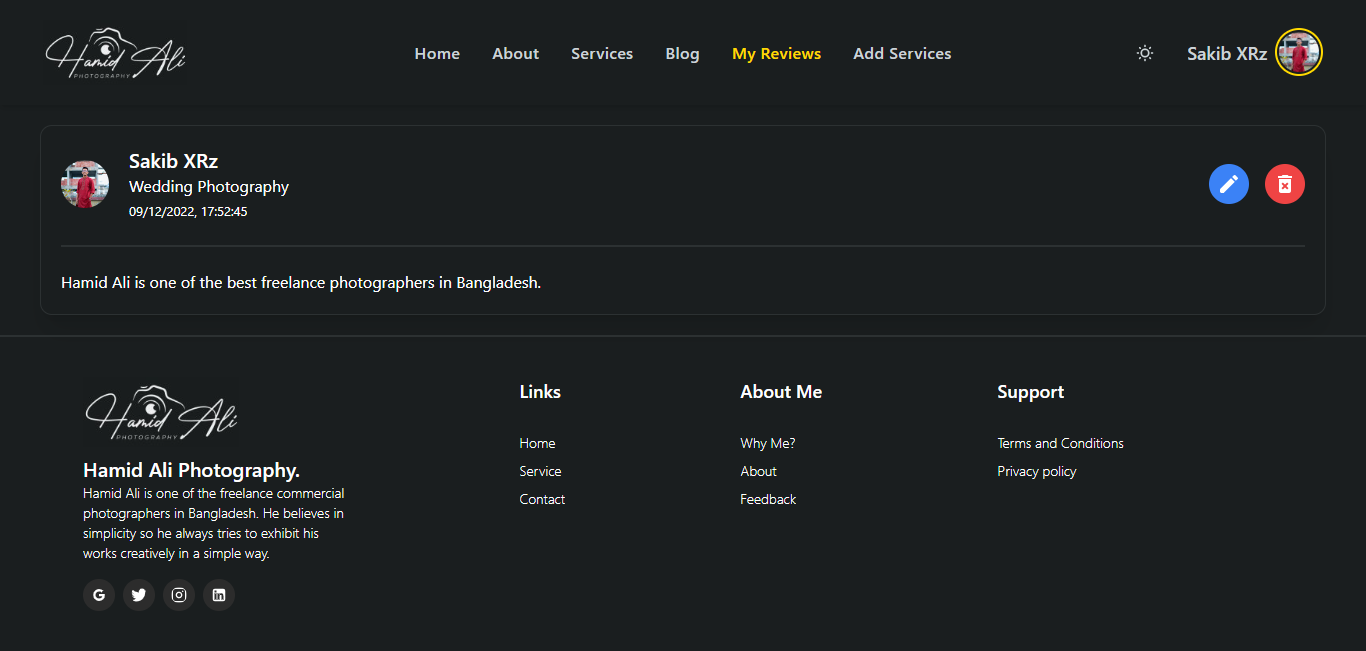 Hamid Ali
PHOTOGRAPHY
Home About Services Blog My Reviews Add Services
Sakib XRz
Sakib XRz
Wedding Photography
09/12/2022, 17:52:45
Hamid Ali is one of the best freelance photographers in Bangladesh.
Hamid Ali
PHOTOGRAPHY
Hamid Ali Photography.
Hamid Ali is one of the freelance commercial
photographers in Bangladesh. He believes in
simplicity so he always tries to exhibit his
works creatively in a simple way.
Links
Home
Service
Contact
About Me
Why Me?
About
Feedback
Support
Terms and Conditions
Privacy policy